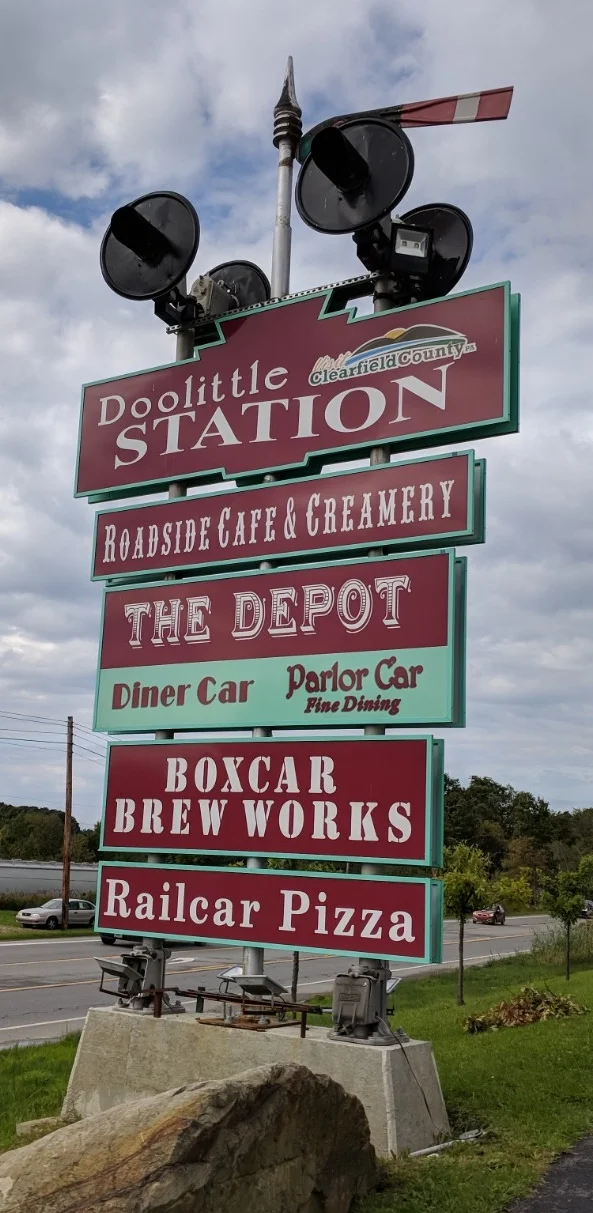 Visit
Clearfield County PA
Doolittle
STATION
ROADSIDE CAFE & CREAMERY
THE DEPOT
Diner Car
Parlor Car
Fine Dining
BOXCAR
BREW WORKS
Railcar Pizza